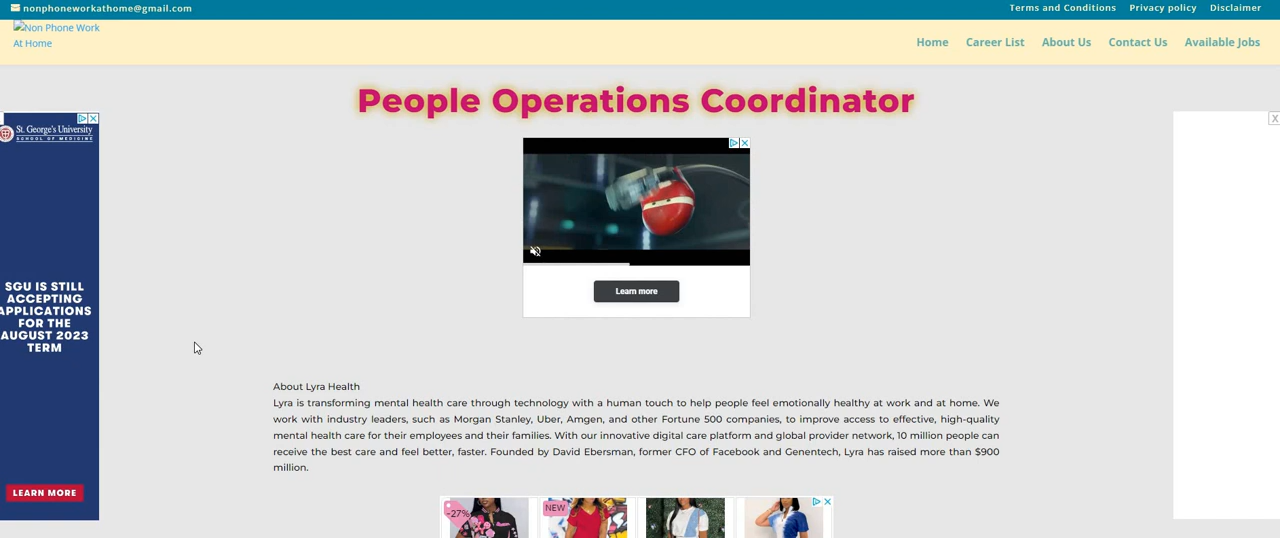 nonphoneworkathome@gmail.com
Terms and Conditions Privacy policy Disclaimer
Non Phone Work
At Home
Home Career List About Us Contact Us Available Jobs
People Operations Coordinator
St. George's University
SCHOOL OF MEDICINE
SGU IS STILL
ACCEPTING
APPLICATIONS
FOR THE
AUGUST 2023
TERM
LEARN MORE
X
Learn more
About Lyra Health
Lyra is transforming mental health care through technology with a human touch to help people feel emotionally healthy at work and at home. We
work with industry leaders, such as Morgan Stanley, Uber, Amgen, and other Fortune 500 companies, to improve access to effective, high-quality
mental health care for their employees and their families. With our innovative digital care platform and global provider network, 10 million people can
receive the best care and feel better, faster. Founded by David Ebersman, former CFO of Facebook and Genentech, Lyra has raised more than $900
million.
-27% NEW